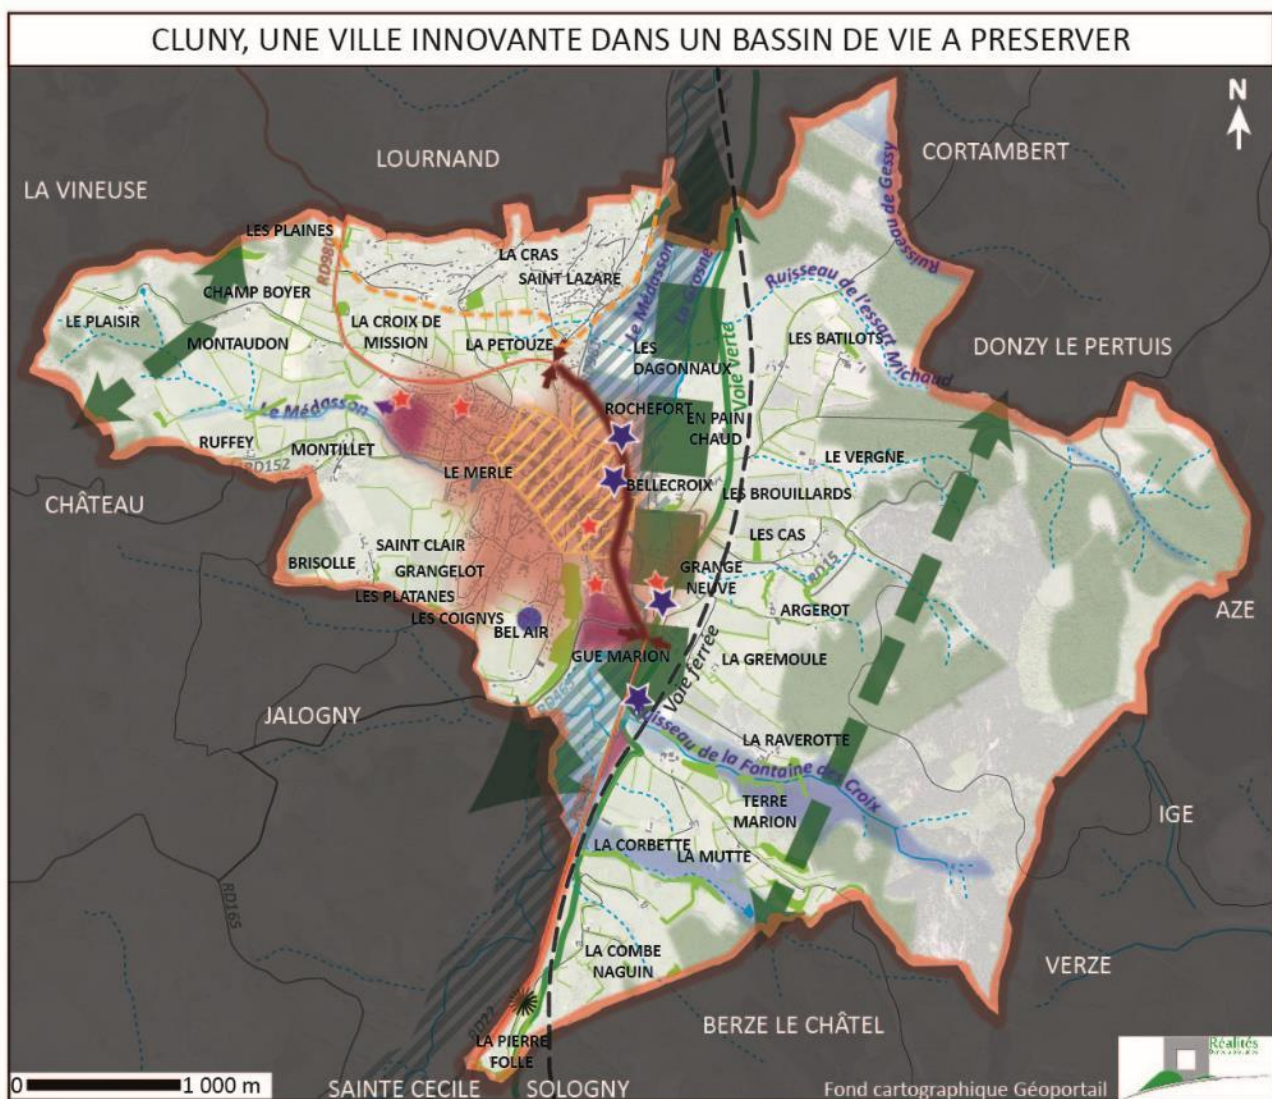 CLUNY, UNE VILLE INNOVANTE DANS UN BASSIN DE VIE A PRESERVER
N
CORTAMBERT
LOURNAND
LA VINEUSE
Ruisseau de Gessy
LES PLAINES
RD980
LA CRAS
SAINT LAZARE
Le Médasson
La Grosne
Ruisseau de l'essart Michaud
CHAMP BOYER
LE PLAISIR
LA CROIX DE
MISSION
MONTAUDON
LA PETOUZE
LES
DAGONNAUX
Voie verte
LES BATILOTS
DONZY LE PERTUIS
Le Médasson
ROCHEFORT
EN PAIN
CHAUD
RUFFEY
MONTILLET
RD152
LE MERLE
LE VERGNE
BELLECROIX
LES BROUILLARDS
CHÂTEAU
LES CAS
SAINT CLAIR
BRISOLLE
GRANGELOT
GRANGE
NEUVE
RD15
LES PLATANES
LES COIGNYS
ARGEROT
AZE
BEL AIR
GUE MARION
LA GREMOULE
Voie ferrée
JALOGNY
LA RAVEROTTE
Ruisseau de la Fontaine des Croix
TERRE
MARION
IGE
LA CORBETTE
LA MUTTE
RD165
LA COMBE
NAGUIN
VERZE
BERZE LE CHÂTEL
LA PIERRE
FOLLE
Réalités
0
1 000 m
SAINTE CECILE
SOLOGNY
Fond cartographique Géoportail